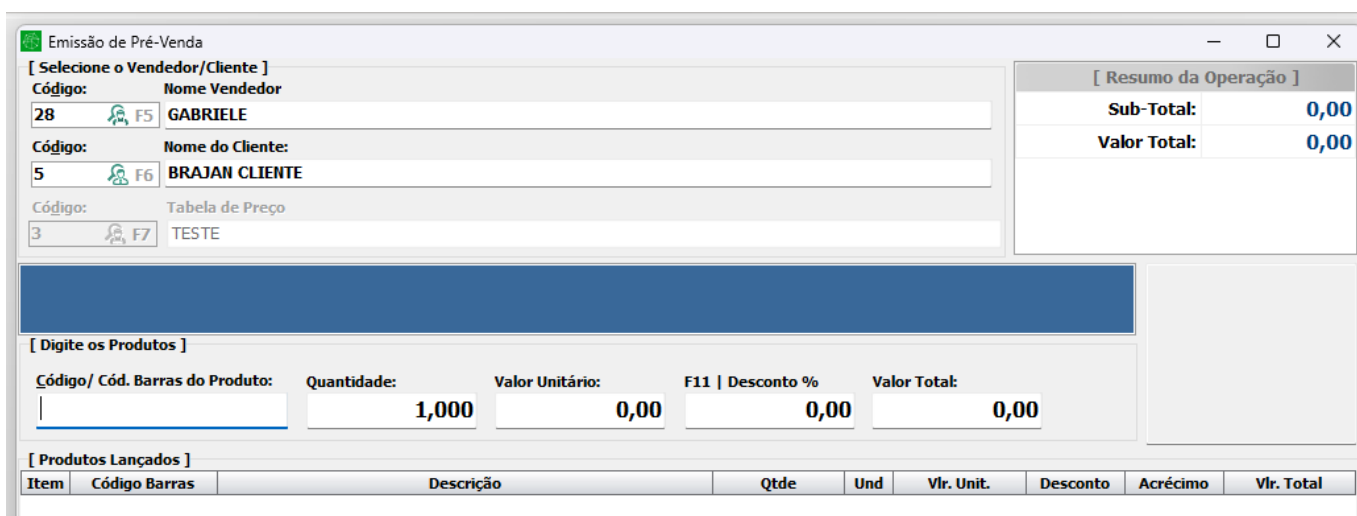 Emissão de Pré-Venda
[ Selecione o Vendedor/Cliente ]
Código: Nome Vendedor
28 F5 GABRIELE
Código: Nome do Cliente:
5 F6 BRAJAN CLIENTE
Código: Tabela de Preço
3 F7 TESTE
[ Resumo da Operação ]
Sub-Total: 0,00
Valor Total: 0,00
[ Digite os Produtos ]
Código/ Cód. Barras do Produto: Quantidade: Valor Unitário: F11 | Desconto % Valor Total:
1,000 0,00 0,00 0,00
[ Produtos Lançados ]
Item Código Barras Descrição Qtde Und Vlr. Unit. Desconto Acrécimo Vlr. Total